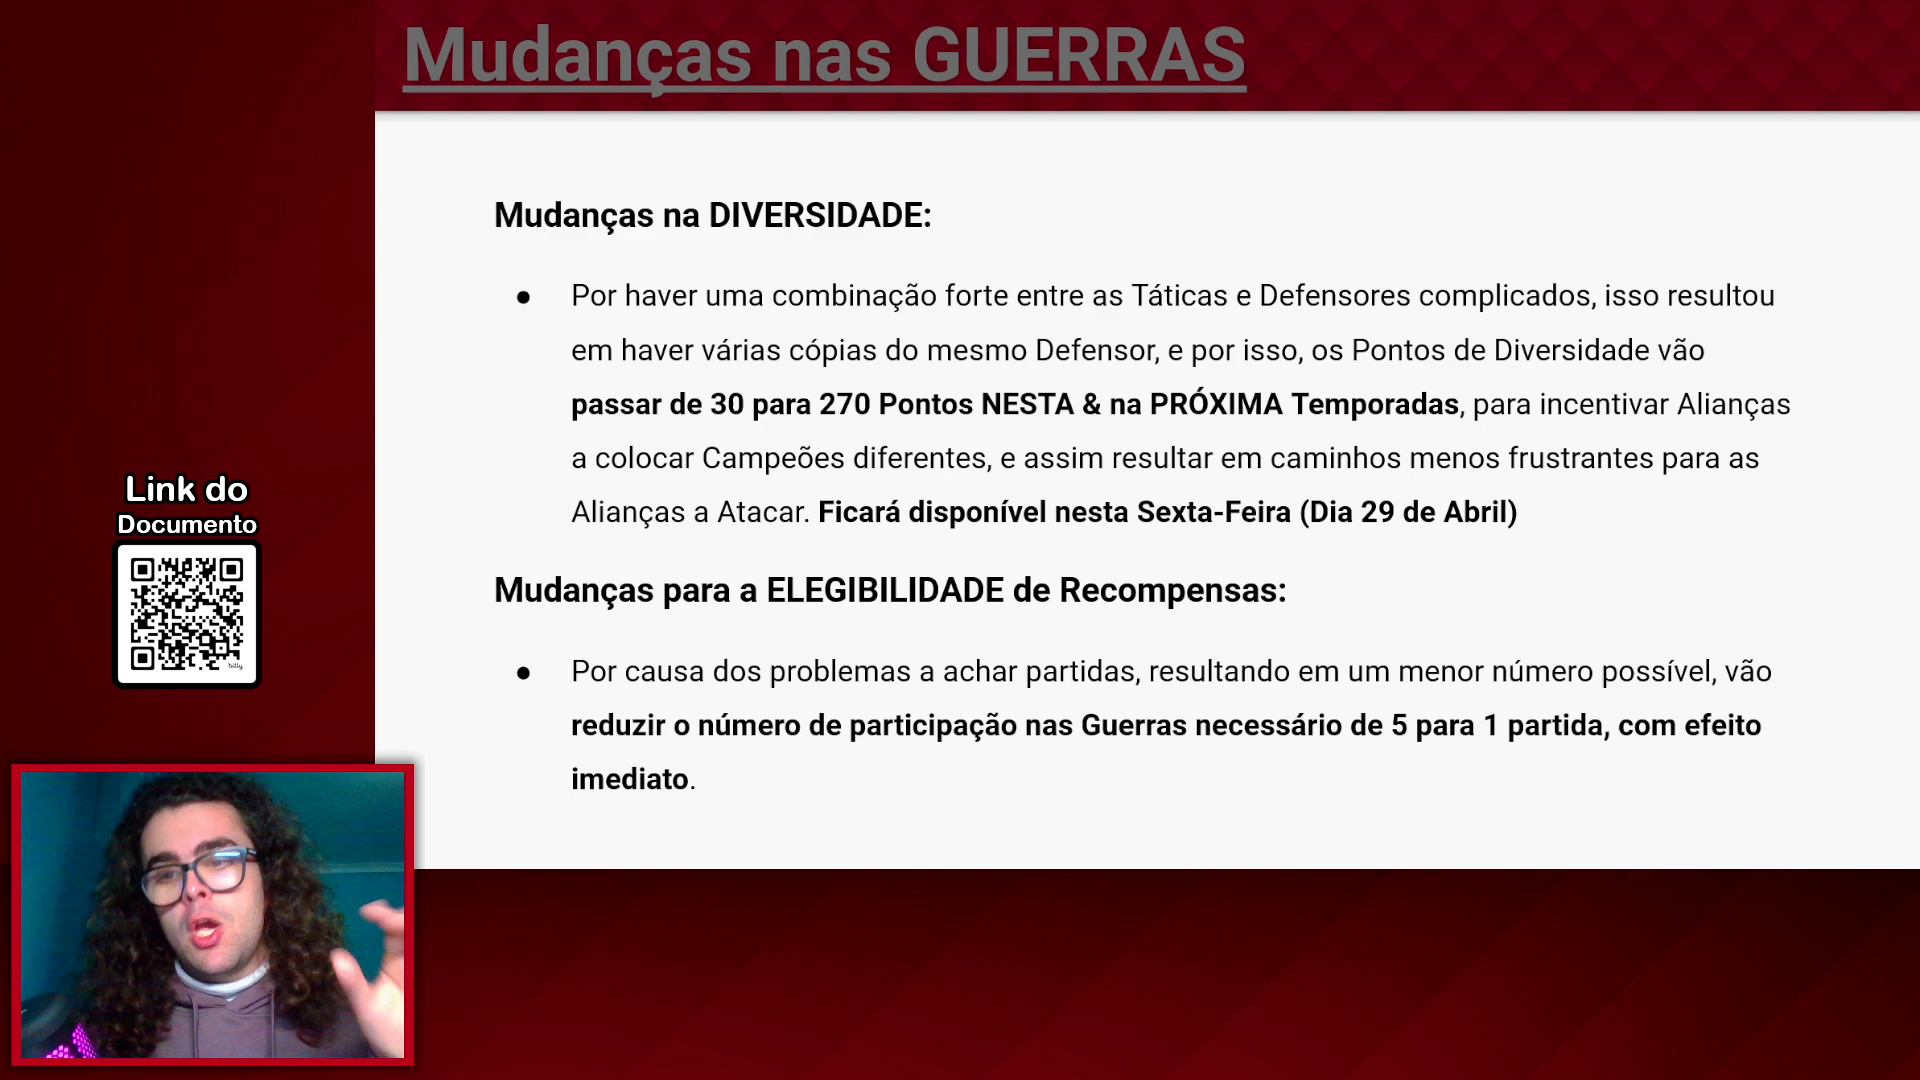 Mudanças nas GUERRAS
Mudanças na DIVERSIDADE:
● Por haver uma combinação forte entre as Táticas e Defensores complicados, isso resultou
em haver várias cópias do mesmo Defensor, e por isso, os Pontos de Diversidade vão
passar de 30 para 270 Pontos NESTA & na PRÓXIMA Temporadas, para incentivar Alianças
a colocar Campeões diferentes, e assim resultar em caminhos menos frustrantes para as
Alianças a Atacar. Ficará disponível nesta Sexta-Feira (Dia 29 de Abril)
Mudanças para a ELEGIBILIDADE de Recompensas:
● Por causa dos problemas a achar partidas, resultando em um menor número possível, vão
reduzir o número de participação nas Guerras necessário de 5 para 1 partida, com efeito
imediato.
Link do
Documento
bitly